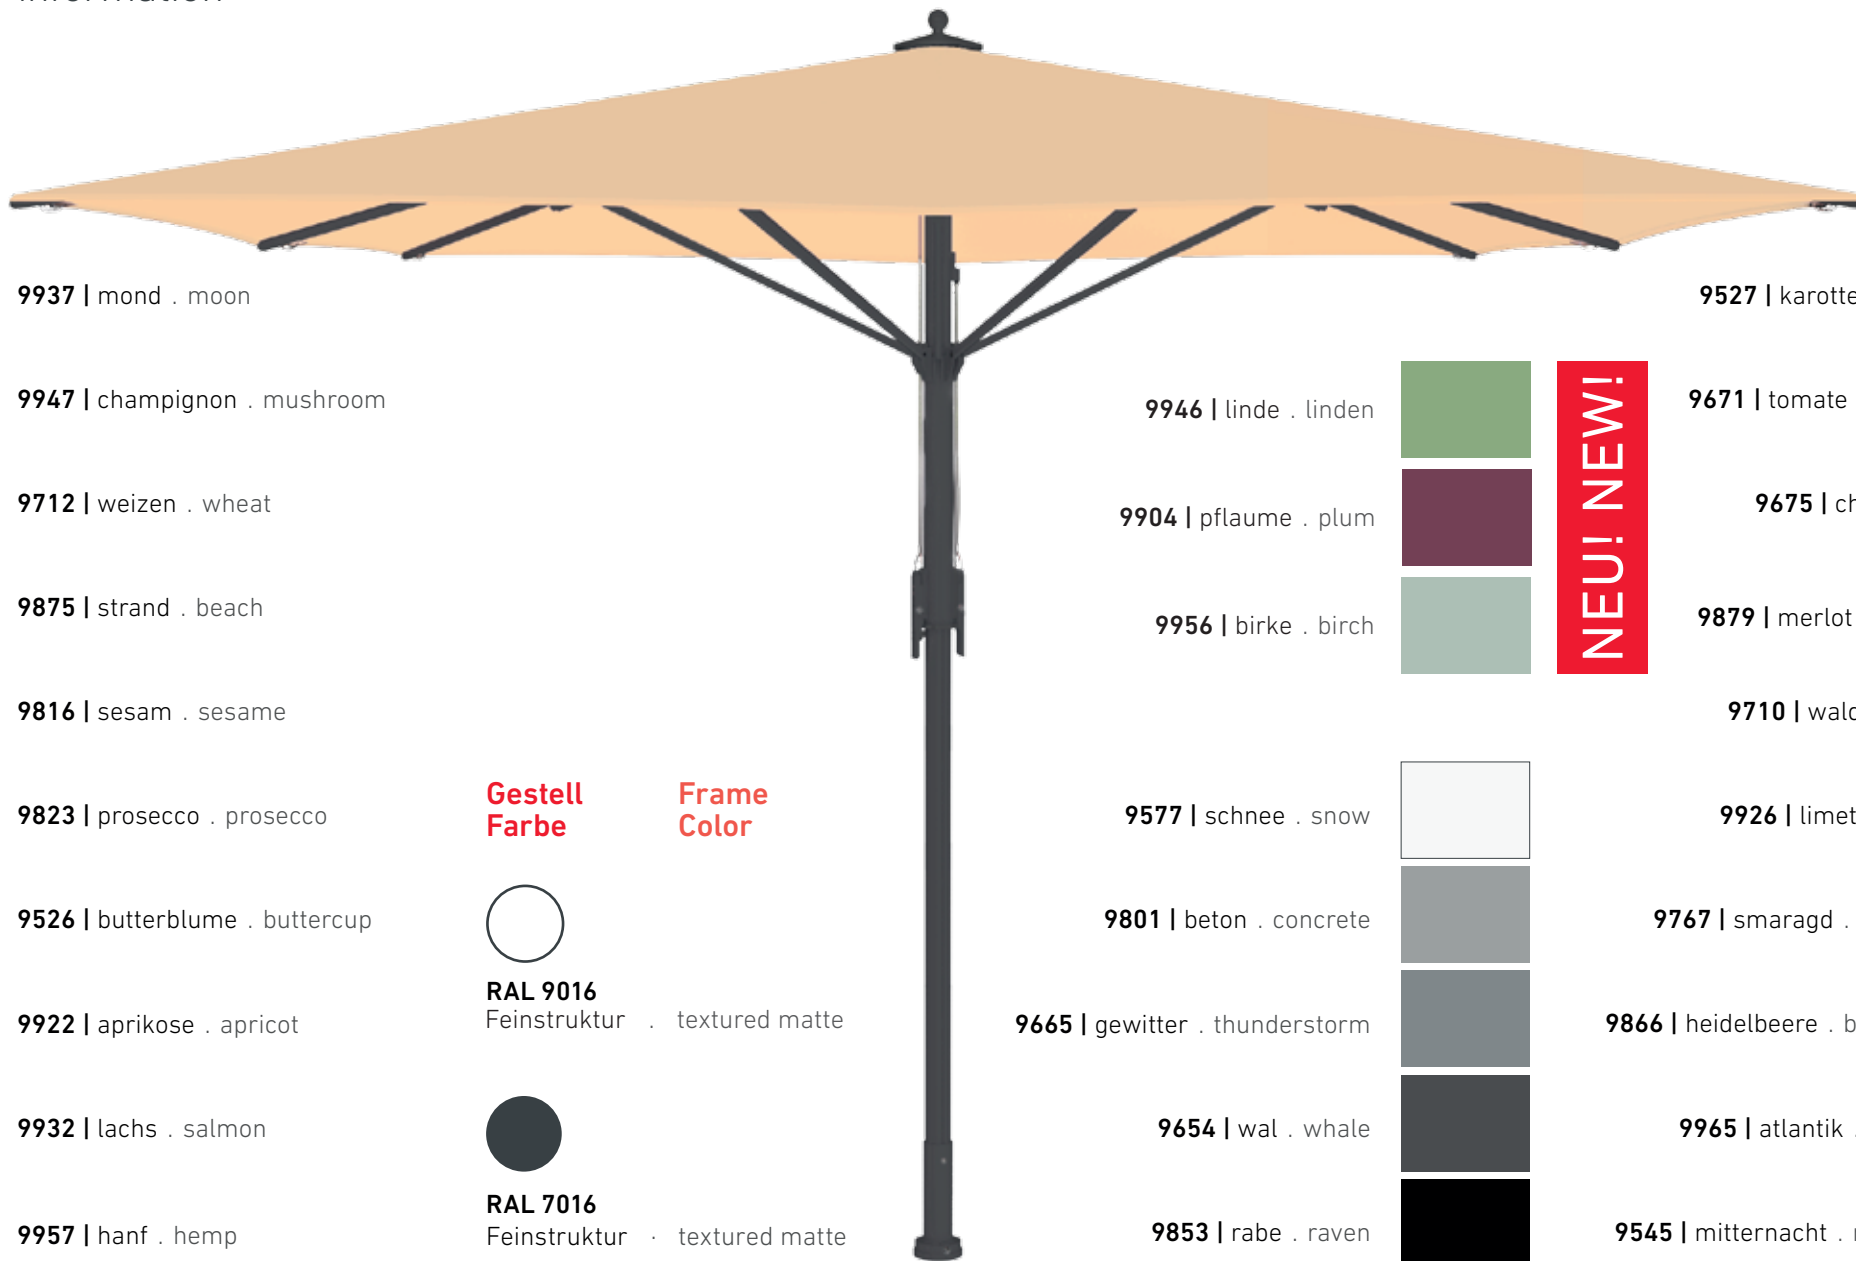 9937 | mond . moon
9947 | champignon . mushroom
9712 | weizen . wheat
9875 | strand . beach
9816 | sesam . sesame
9823 | prosecco . prosecco
9526 | butterblume . buttercup
9922 | aprikose . apricot
9932 | lachs . salmon
9957 | hanf . hemp
Gestell Frame
Farbe Color
RAL 9016
Feinstruktur . textured matte
RAL 7016
Feinstruktur · textured matte
9946 | linde . linden
9904 | pflaume . plum
9956 | birke . birch
NEU! NEW!
9577 | schnee . snow
9801 | beton . concrete
9665 | gewitter . thunderstorm
9654 | wal . whale
9853 | rabe . raven
9527 | karotte
9671 | tomate
9675 |
9879 | merlot
9710 |
9926 |
9767 | smaragd .
9866 | heidelbeere .
9965 | atlantik .
9545 | mitternacht .